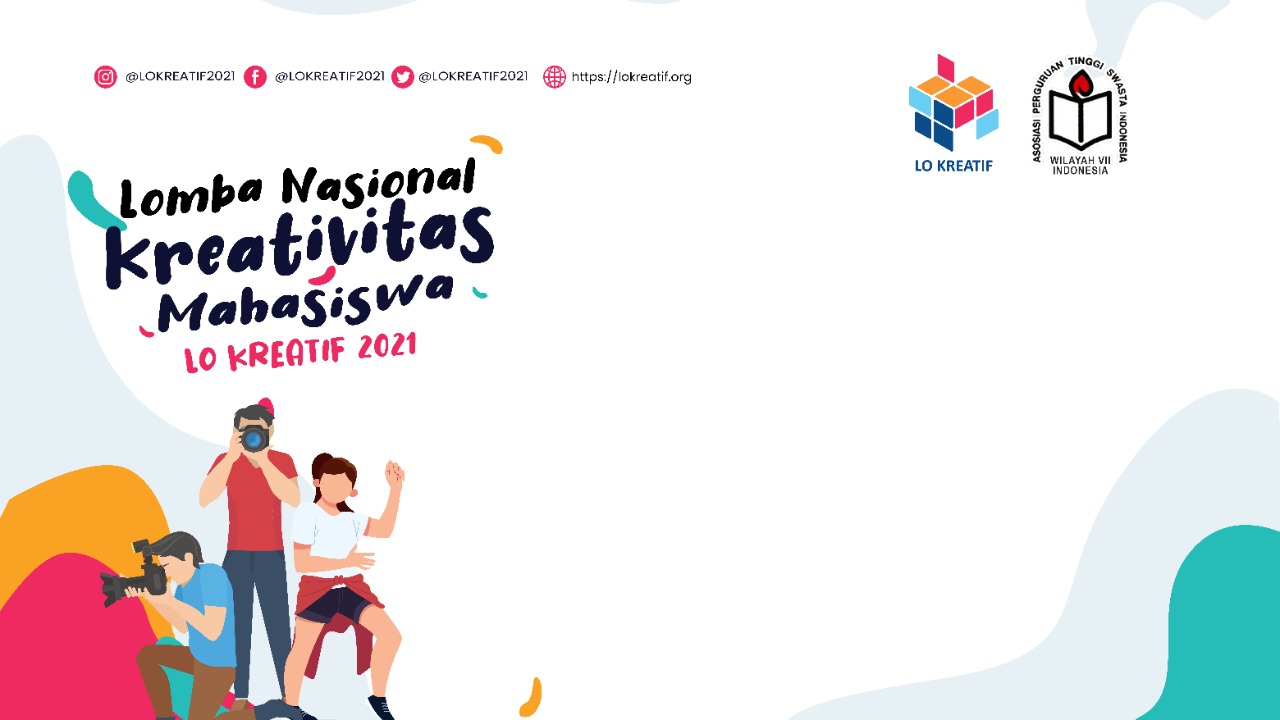 @LOKREATIF2021 @LOKREATIF2021 @LOKREATIF2021 https://lokreatif.org
LO KREATIF
ASOSIASI PERGURUAN TINGGI SWASTA INDONESIA
WILAYAH VII
INDONESIA
Lomba Nasional
Kreativitas
Mahasiswa
LO KREATIF 2021